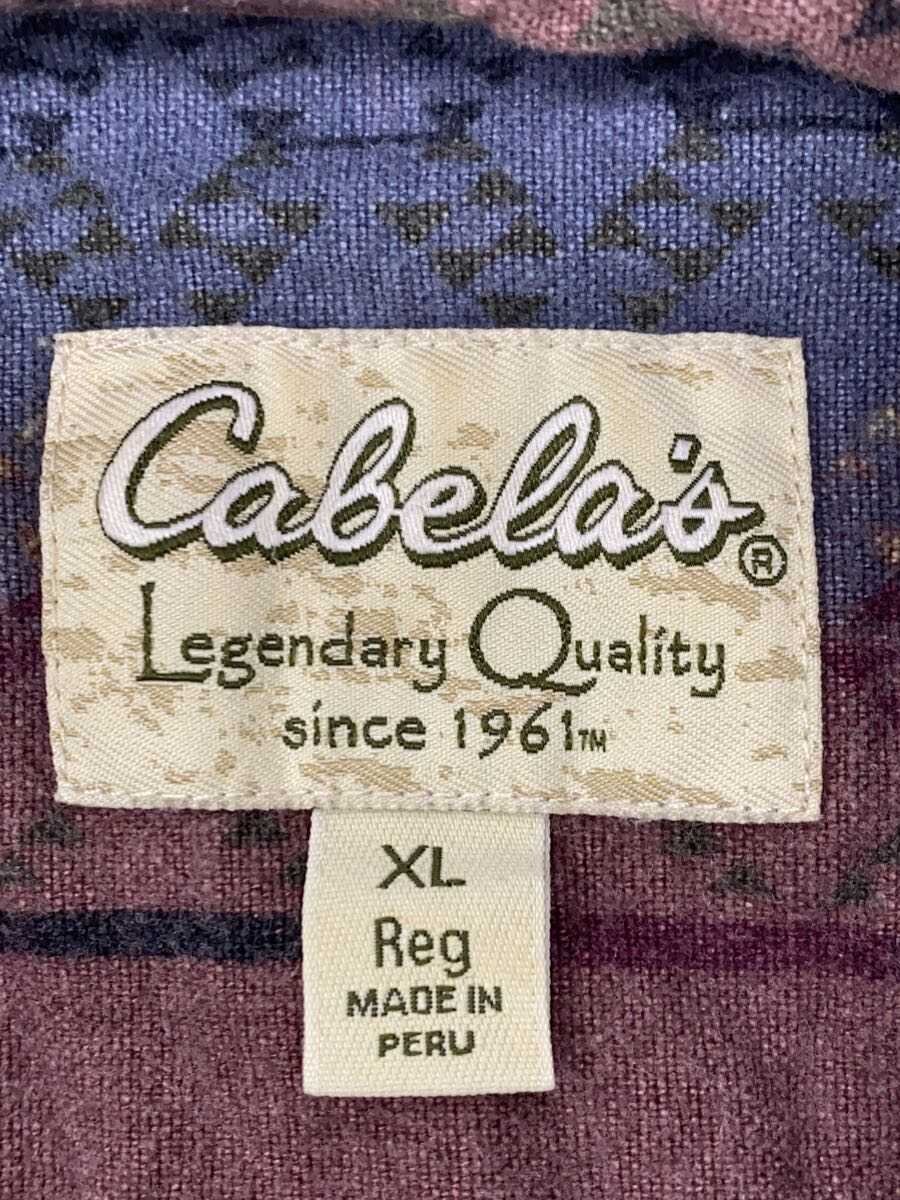 Cabela's®
Legendary Quality
since 1961™
XL
Reg
MADE IN
PERU